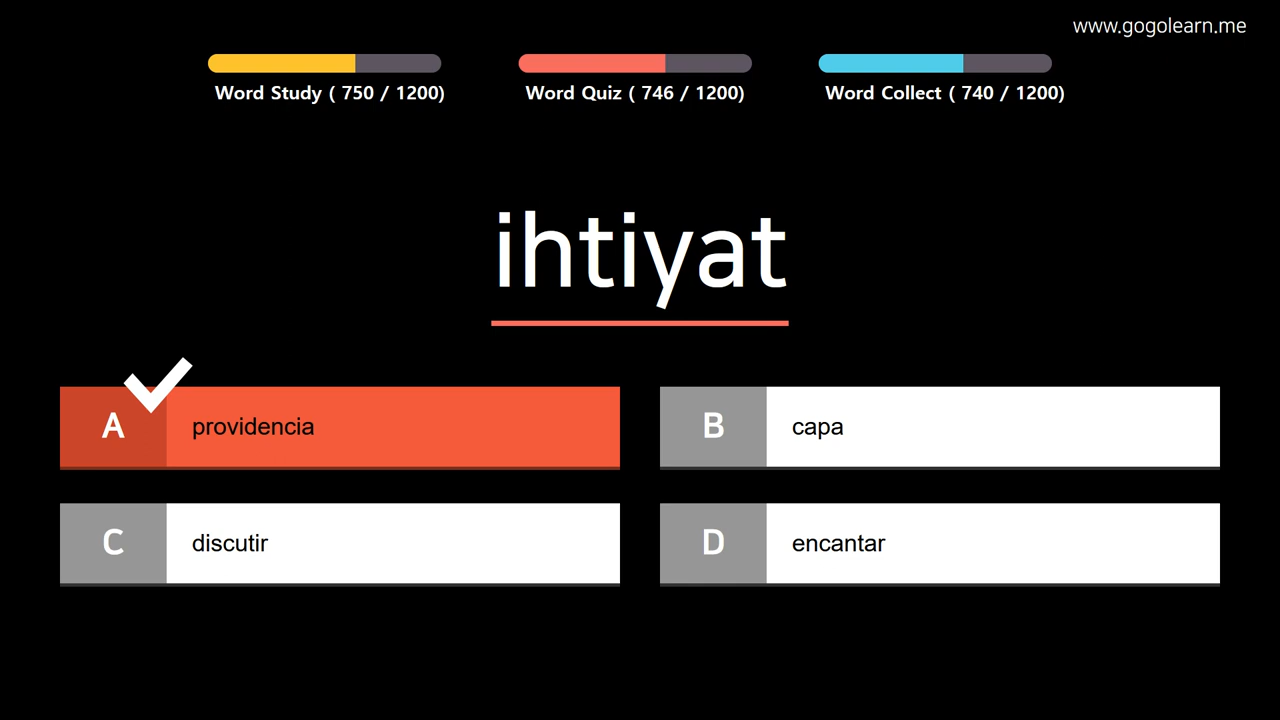 www.gogolearn.me
Word Study ( 750 / 1200)
Word Quiz ( 746 / 1200)
Word Collect ( 740 / 1200)
ihtiyat
A providencia
B capa
C discutir
D encantar